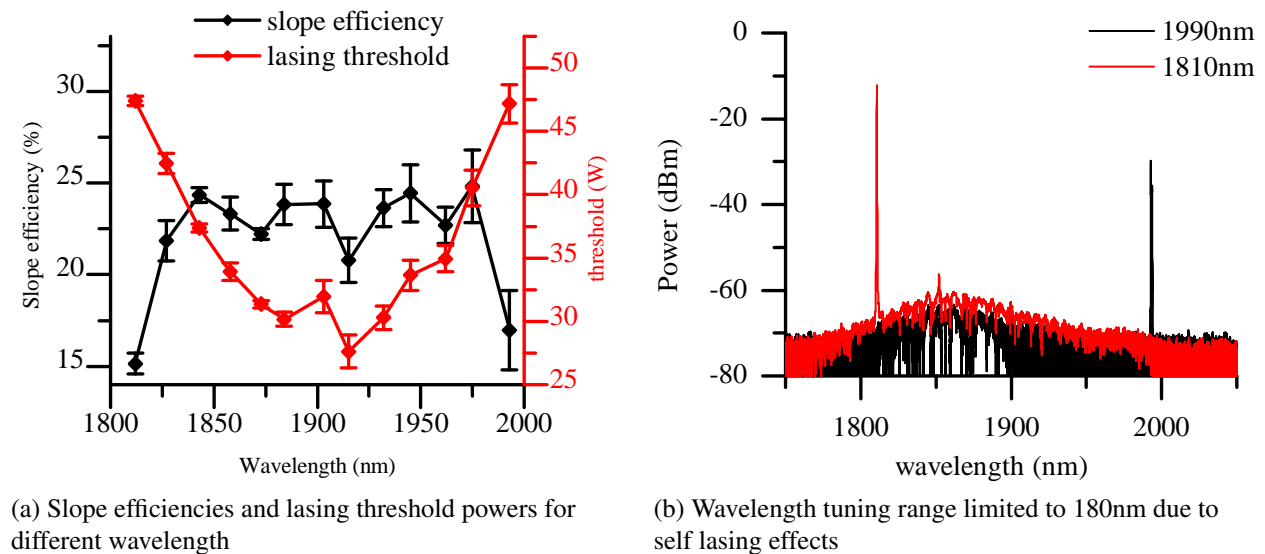 slope efficiency
lasing threshold
30
25
20
15
Slope efficiency (%)
50
45
40
35
30
25
threshold (W)
1800
1850
1900
1950
2000
Wavelength (nm)
(a) Slope efficiencies and lasing threshold powers for
different wavelength
1990nm
1810nm
0
-20
-40
-60
-80
Power (dBm)
1800
1900
2000
wavelength (nm)
(b) Wavelength tuning range limited to 180nm due to
self lasing effects